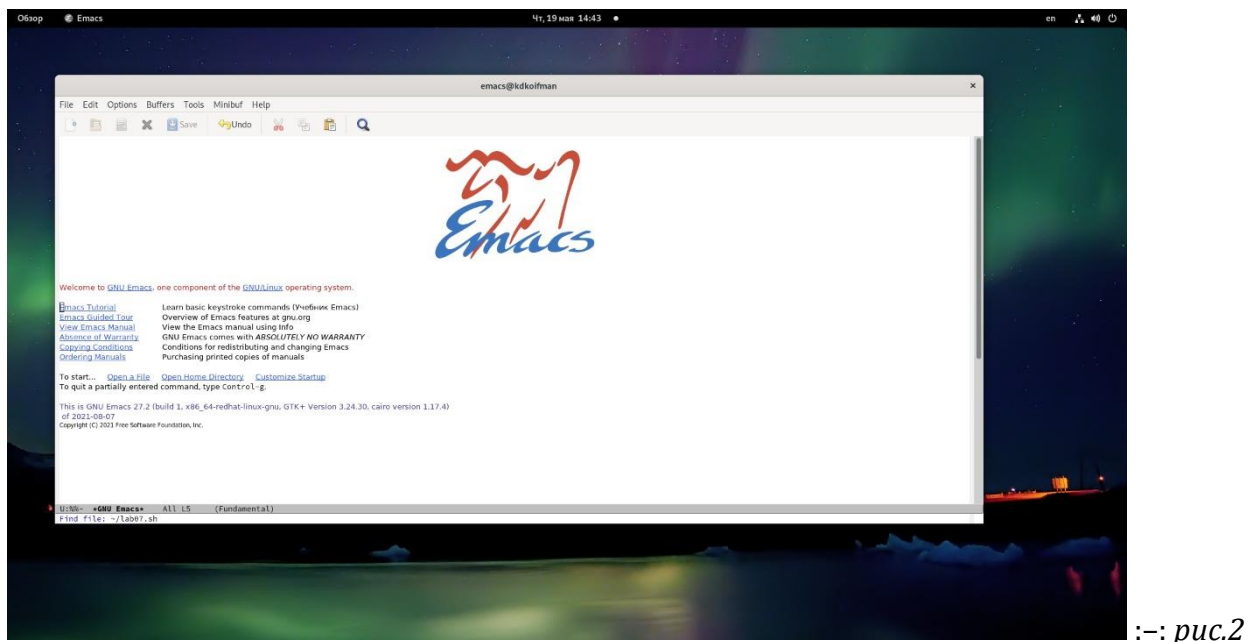 Обзор Emacs Чт, 19 мая 14:43 en
emacs@kdkoifman
File Edit Options Buffers Tools Minibuf Help
Save Undo
Emacs
Welcome to GNU Emacs, one component of the GNU/Linux operating system.
Emacs Tutorial Learn basic keystroke commands (Учебник Emacs)
Emacs Guided Tour Overview of Emacs features at gnu.org
View Emacs Manual View the Emacs manual using Info
Absence of Warranty GNU Emacs comes with ABSOLUTELY NO WARRANTY
Copying Conditions Conditions for redistributing and changing Emacs
Ordering Manuals Purchasing printed copies of manuals
To start... Open a File Open Home Directory Customize Startup
To quit a partially entered command, type Control-g.
This is GNU Emacs 27.2 (build 1, x86_64-redhat-linux-gnu, GTK+ Version 3.24.30, cairo version 1.17.4)
of 2021-08-07
Copyright (C) 2021 Free Software Foundation, Inc.
U:%%- *GNU Emacs* All L5 (Fundamental)
Find file: ~/lab07.sh
:–: рис.2